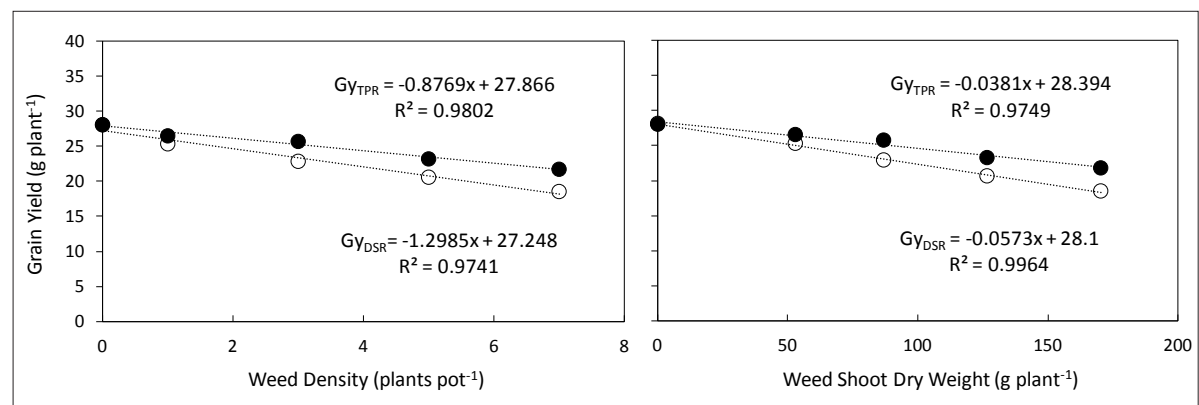 40
35
30
25
20
15
10
5
0
Grain Yield (g plant⁻¹)
Gy_TPR = -0.8769x + 27.866
R² = 0.9802
Gy_DSR = -1.2985x + 27.248
R² = 0.9741
0 2 4 6 8
Weed Density (plants pot⁻¹)
Gy_TPR = -0.0381x + 28.394
R² = 0.9749
Gy_DSR = -0.0573x + 28.1
R² = 0.9964
0 50 100 150 200
Weed Shoot Dry Weight (g plant⁻¹)